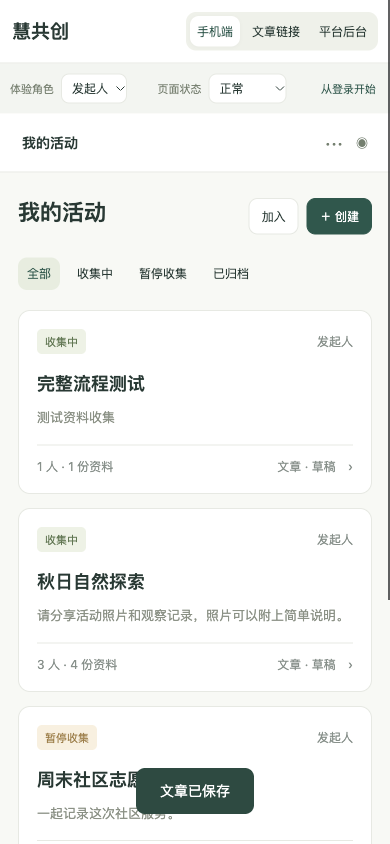 慧共创
手机端 文章链接 平台后台
体验角色 发起人 页面状态 正常 从登录开始
我的活动
我的活动
加入 + 创建
全部 收集中 暂停收集 已归档
收集中 发起人
完整流程测试
测试资料收集
1 人 · 1 份资料 文章 · 草稿 ›
收集中 发起人
秋日自然探索
请分享活动照片和观察记录，照片可以附上简单说明。
3 人 · 4 份资料 文章 · 草稿 ›
暂停收集 发起人
周末社区志愿
文章已保存
一起记录这次社区服务。